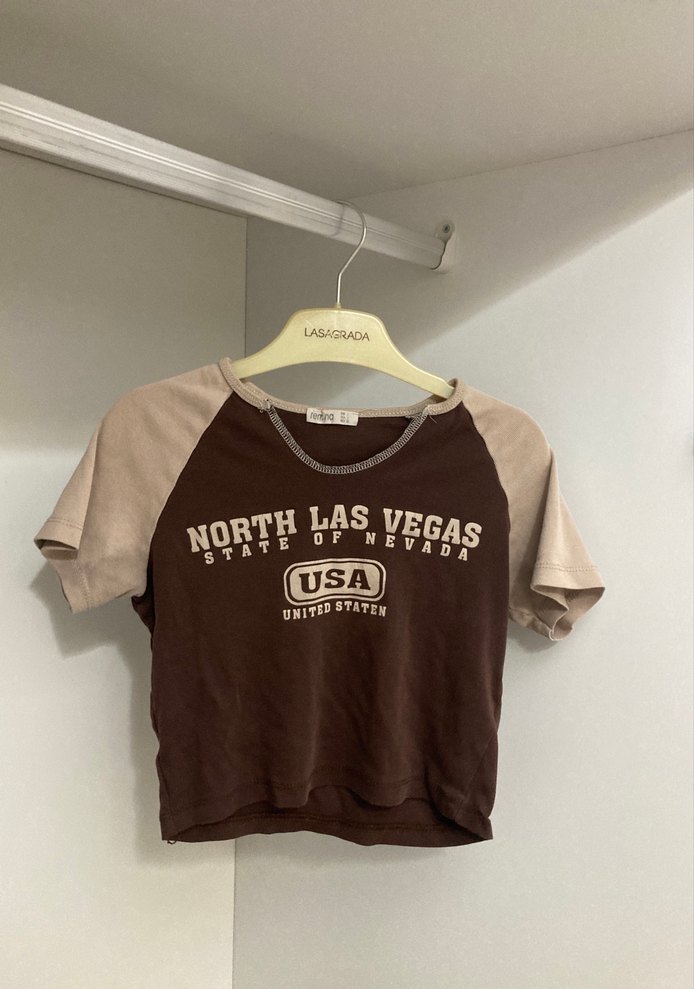 LASAGRADA
NORTH LAS VEGAS
STATE OF NEVADA
USA
UNITED STATEN